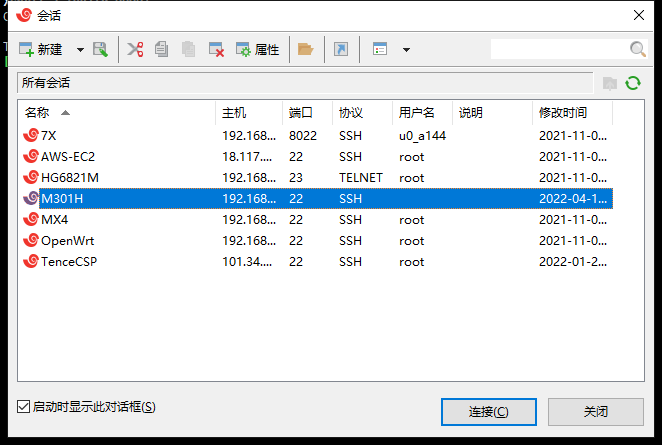 会话
新建 属性
所有会话
名称 主机 端口 协议 用户名 说明 修改时间
7X 192.168... 8022 SSH u0_a144 2021-11-0...
AWS-EC2 18.117.... 22 SSH root 2021-11-0...
HG6821M 192.168... 23 TELNET root 2021-11-0...
M301H 192.168... 22 SSH 2022-04-1...
MX4 192.168... 22 SSH root 2021-11-0...
OpenWrt 192.168... 22 SSH root 2021-11-0...
TenceCSP 101.34.... 22 SSH root 2022-01-2...
启动时显示此对话框(S)
连接(C) 关闭